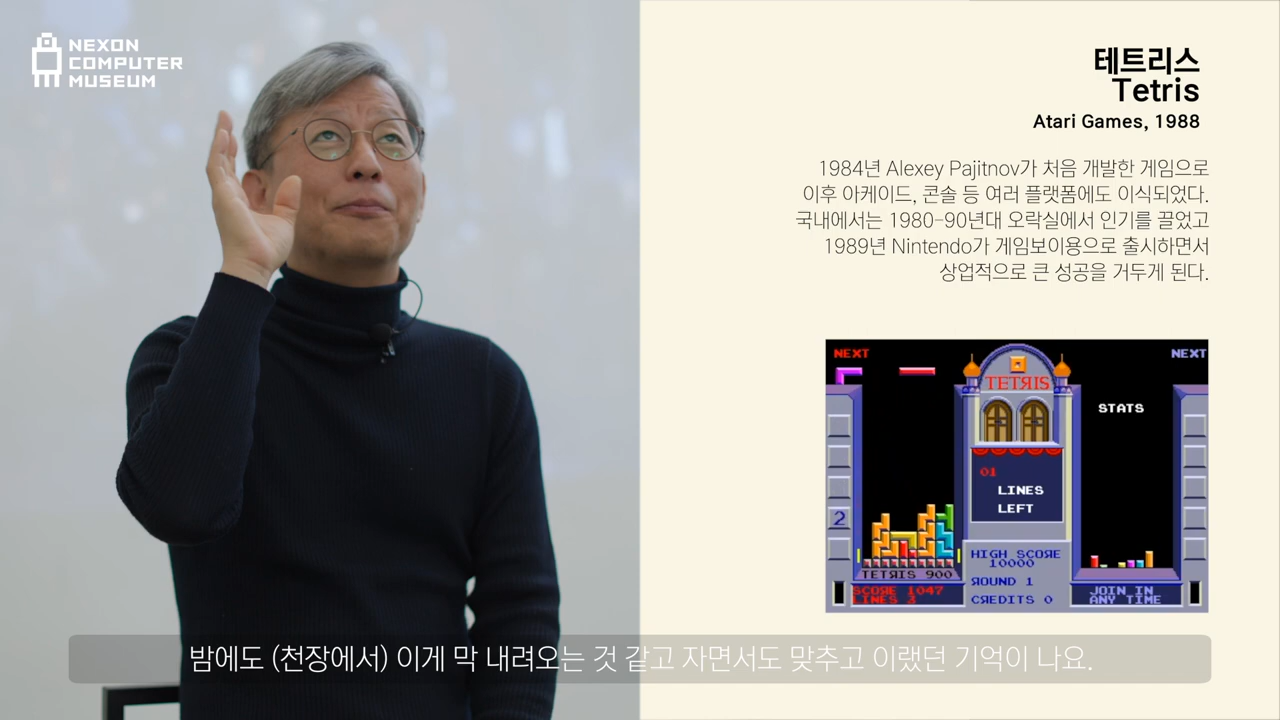 NEXON
COMPUTER
MUSEUM
테트리스
Tetris
Atari Games, 1988
1984년 Alexey Pajitnov가 처음 개발한 게임으로
이후 아케이드, 콘솔 등 여러 플랫폼에도 이식되었다.
국내에서는 1980-90년대 오락실에서 인기를 끌었고
1989년 Nintendo가 게임보이용으로 출시하면서
상업적으로 큰 성공을 거두게 된다.
NEXT
NEXT
TETЯIS
STATS
01
LINES
LEFT
2
HIGH SCOЯE
10000
ЯOUND 1
CЯEDITS 0
TETЯIS 900
SCOЯE 1047
LINES 3
JOIN IN
ANY TIME
밤에도 (천장에서) 이게 막 내려오는 것 같고 자면서도 맞추고 이랬던 기억이 나요.